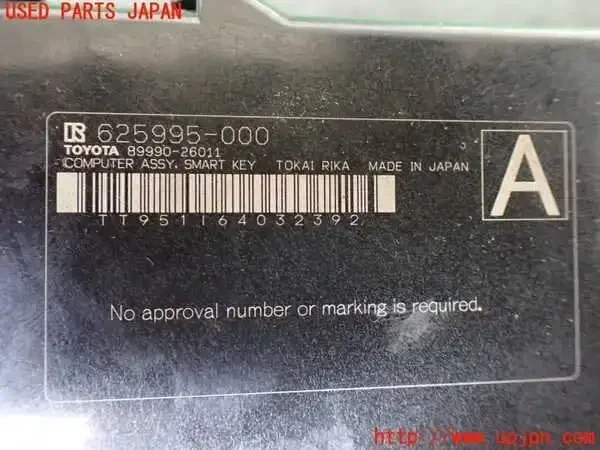 USED PARTS JAPAN
625995-000
TOYOTA 89990-26011
COMPUTER ASSY, SMART KEY TOKAI RIKA MADE IN JAPAN
A
TT951164032392
No approval number or marking is required.
http://www.upjpn.com/